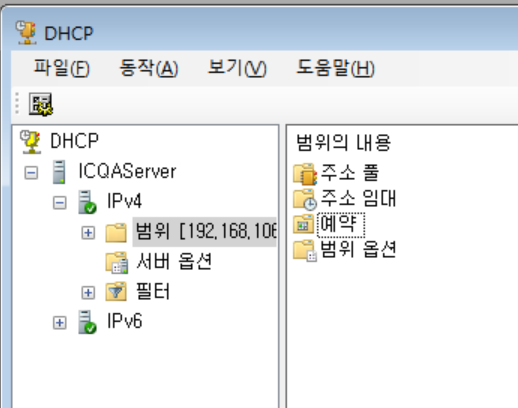 DHCP
파일(F) 동작(A) 보기(V) 도움말(H)
DHCP
ICQAServer
IPv4
범위 [192,168,106
서버 옵션
필터
IPv6
범위의 내용
주소 풀
주소 임대
예약
범위 옵션